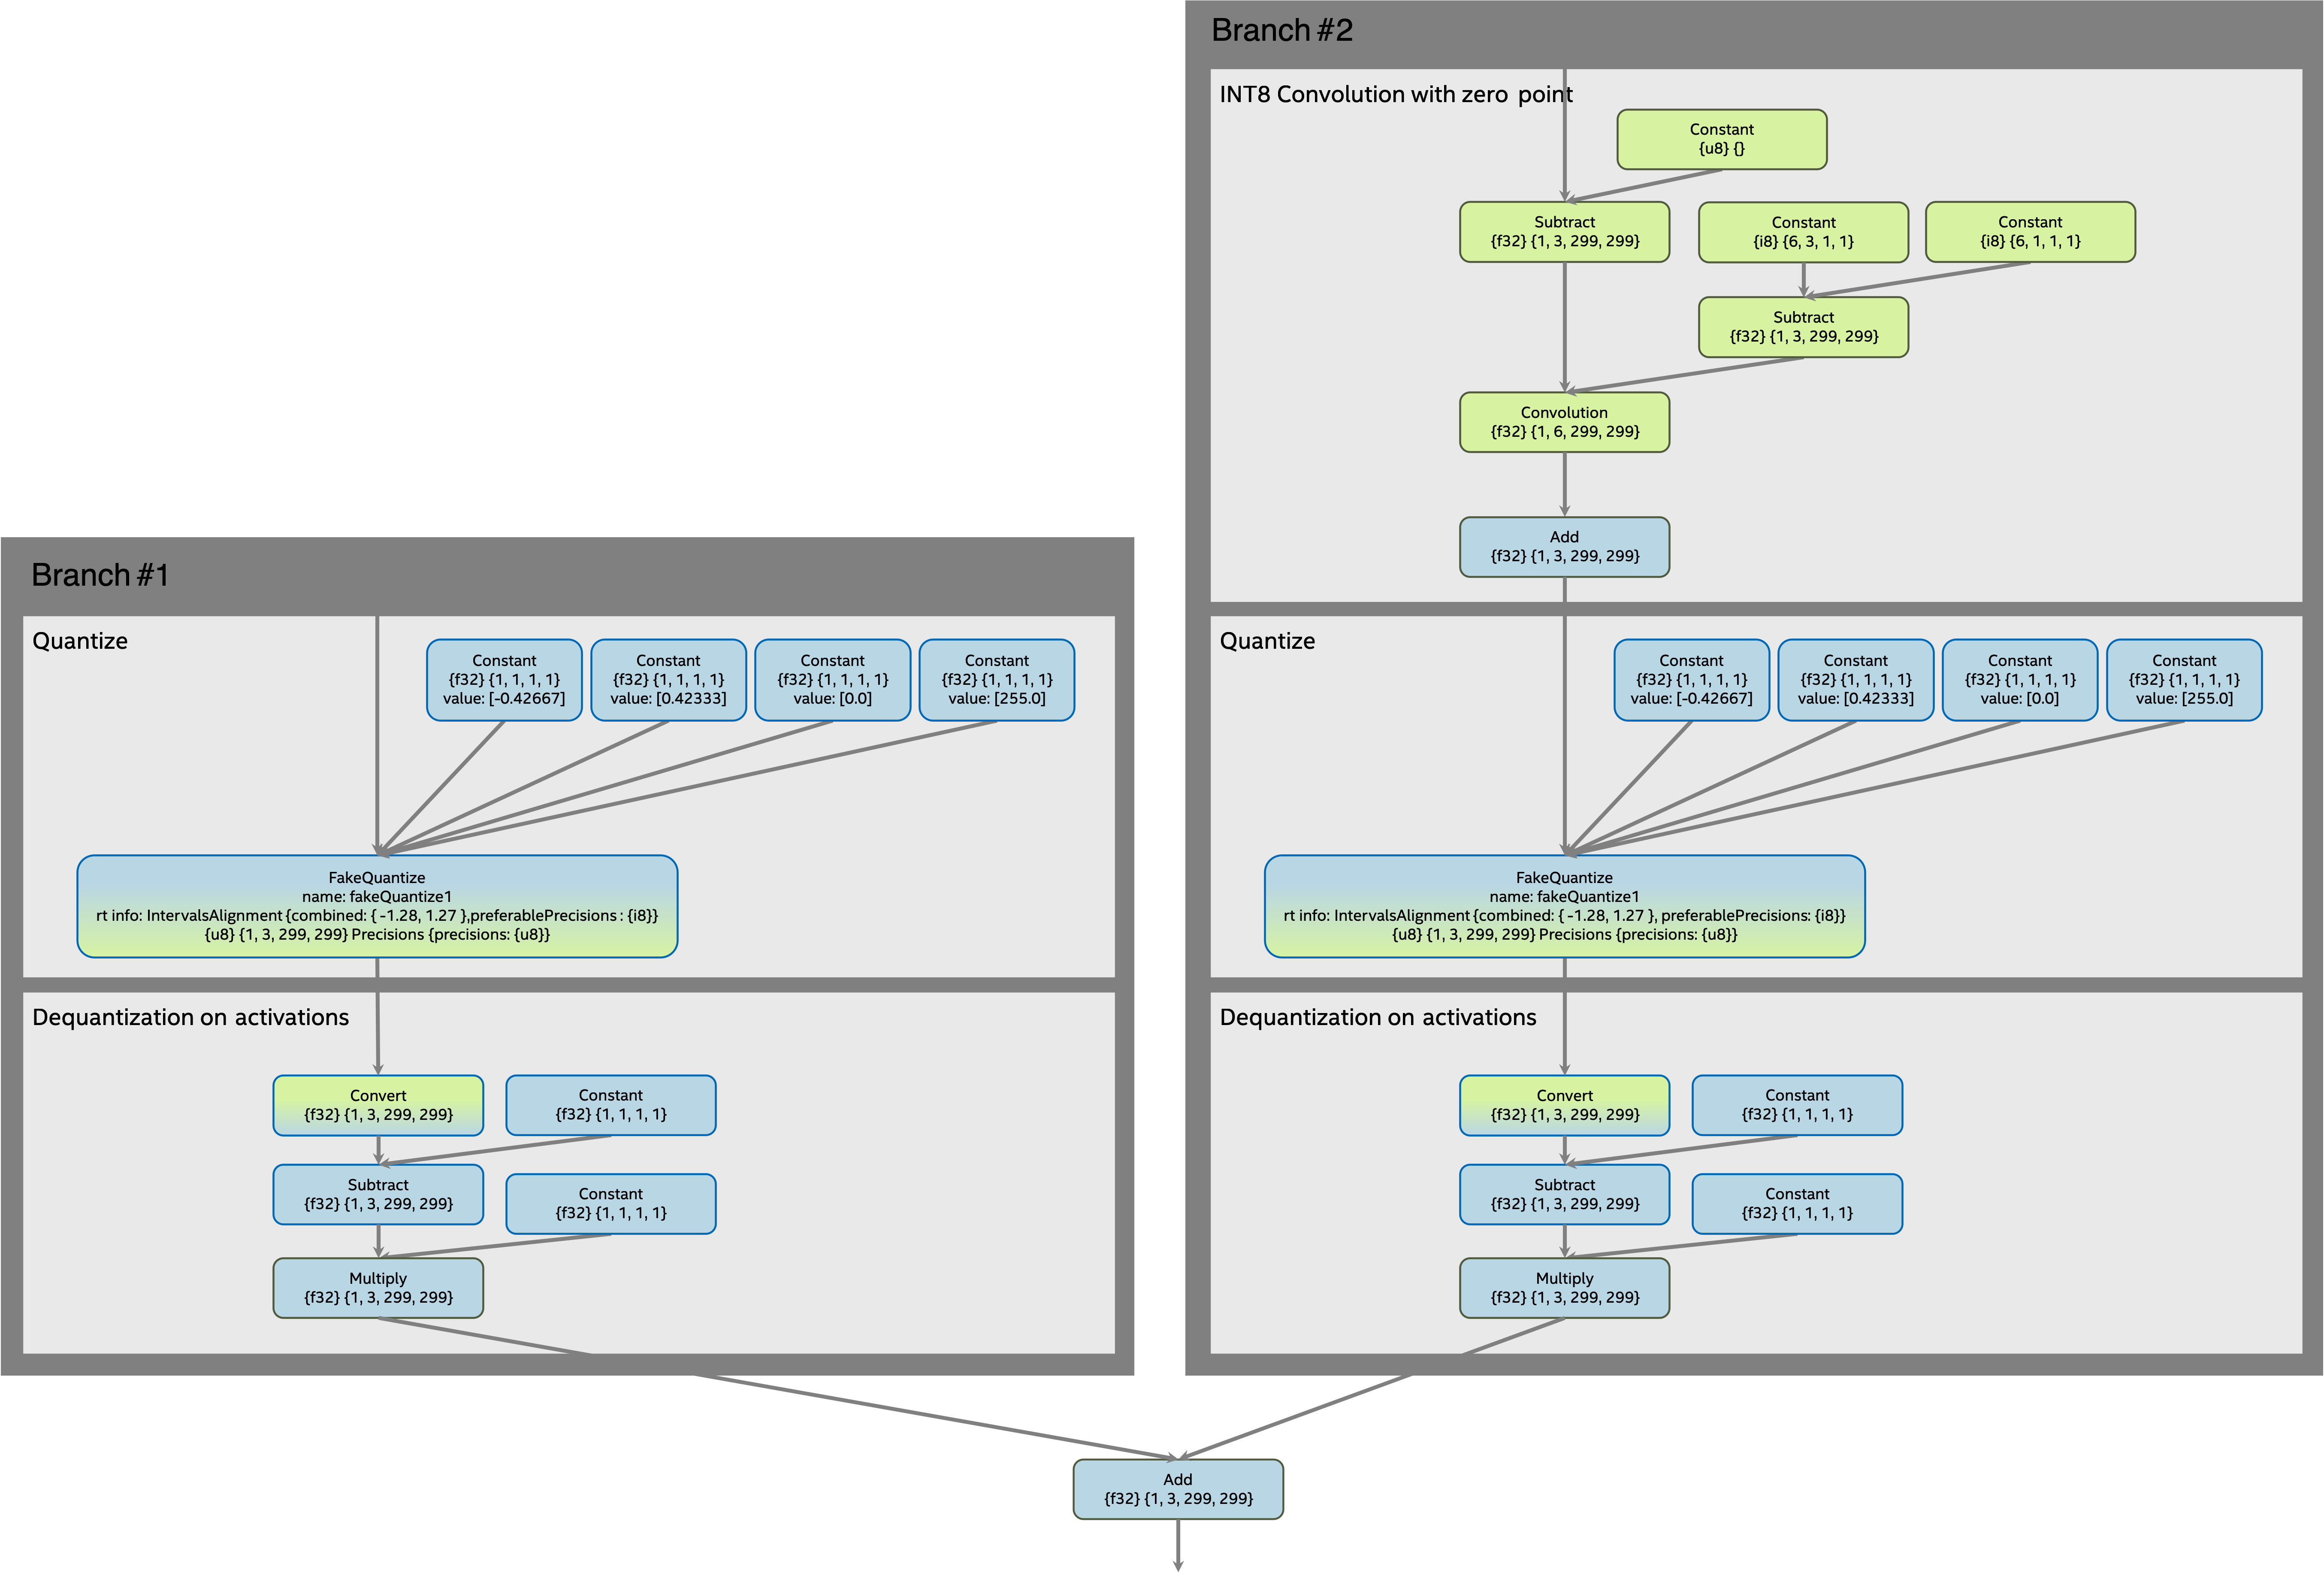 Branch #2
INT8 Convolution with zero point
Constant
{u8} {}
Subtract
{f32} {1, 3, 299, 299}
Constant
{i8} {6, 3, 1, 1}
Constant
{i8} {6, 1, 1, 1}
Subtract
{f32} {1, 3, 299, 299}
Convolution
{f32} {1, 6, 299, 299}
Add
{f32} {1, 3, 299, 299}
Quantize
Constant
{f32} {1, 1, 1, 1}
value: [-0.42667]
Constant
{f32} {1, 1, 1, 1}
value: [0.42333]
Constant
{f32} {1, 1, 1, 1}
value: [0.0]
Constant
{f32} {1, 1, 1, 1}
value: [255.0]
FakeQuantize
name: fakeQuantize1
rt info: IntervalsAlignment {combined: { -1.28, 1.27 }, preferablePrecisions: {i8}}
{u8} {1, 3, 299, 299} Precisions {precisions: {u8}}
Dequantization on activations
Convert
{f32} {1, 3, 299, 299}
Constant
{f32} {1, 1, 1, 1}
Subtract
{f32} {1, 3, 299, 299}
Constant
{f32} {1, 1, 1, 1}
Multiply
{f32} {1, 3, 299, 299}
Branch #1
Quantize
Constant
{f32} {1, 1, 1, 1}
value: [-0.42667]
Constant
{f32} {1, 1, 1, 1}
value: [0.42333]
Constant
{f32} {1, 1, 1, 1}
value: [0.0]
Constant
{f32} {1, 1, 1, 1}
value: [255.0]
FakeQuantize
name: fakeQuantize1
rt info: IntervalsAlignment {combined: { -1.28, 1.27 },preferablePrecisions : {i8}}
{u8} {1, 3, 299, 299} Precisions {precisions: {u8}}
Dequantization on activations
Convert
{f32} {1, 3, 299, 299}
Constant
{f32} {1, 1, 1, 1}
Subtract
{f32} {1, 3, 299, 299}
Constant
{f32} {1, 1, 1, 1}
Multiply
{f32} {1, 3, 299, 299}
Add
{f32} {1, 3, 299, 299}